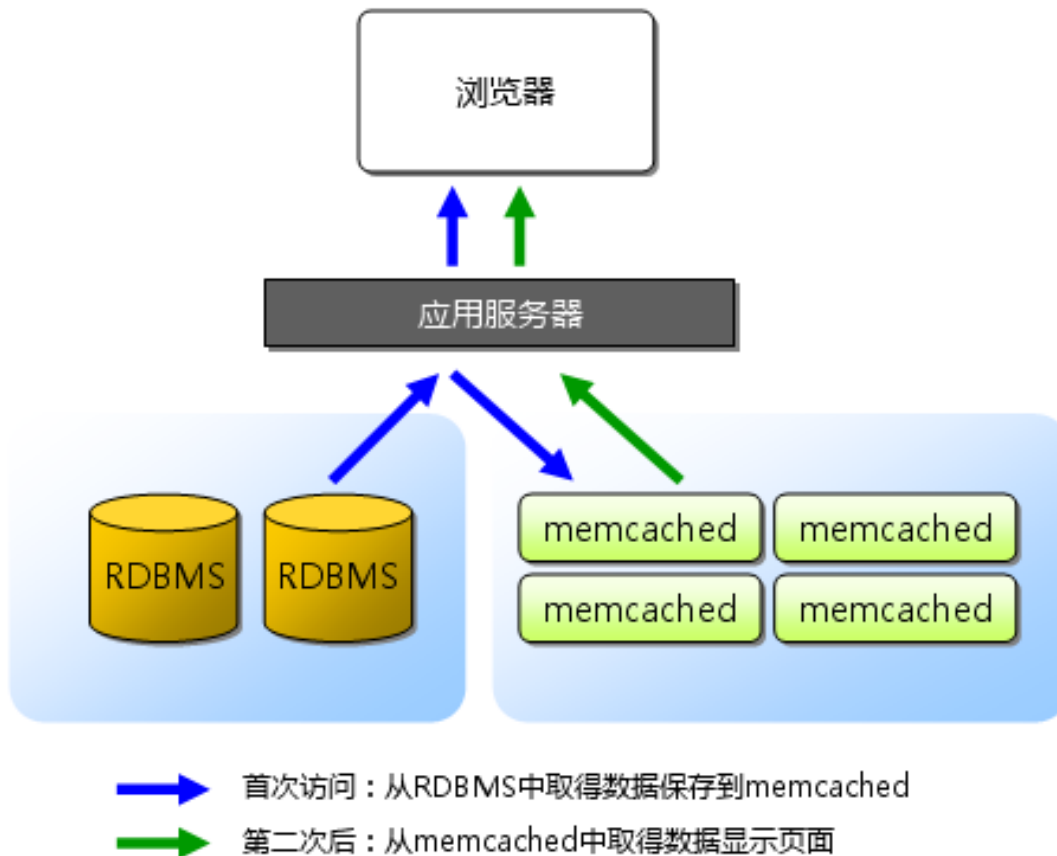 浏览器
应用服务器
RDBMS
RDBMS
memcached
memcached
memcached
memcached
首次访问：从RDBMS中取得数据保存到memcached
第二次后：从memcached中取得数据显示页面